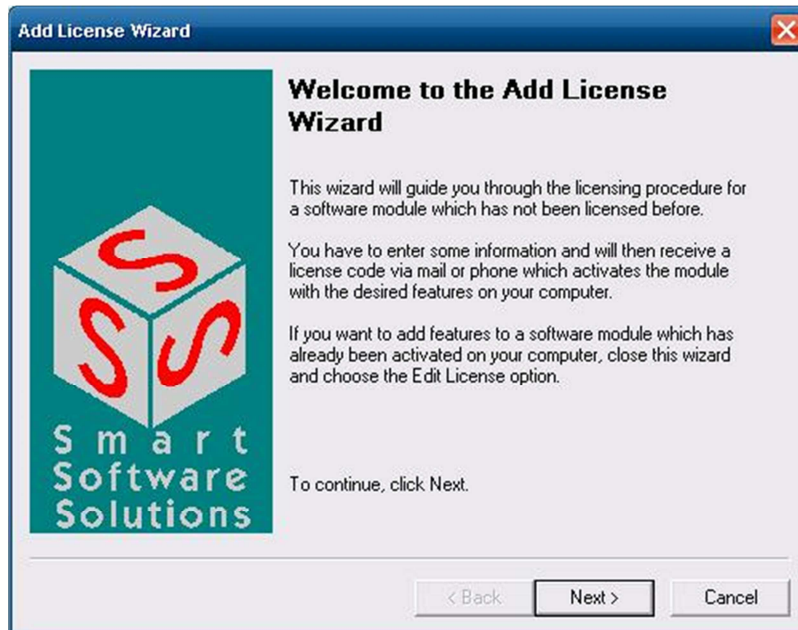 Add License Wizard
Welcome to the Add License
Wizard
This wizard will guide you through the licensing procedure for
a software module which has not been licensed before.
You have to enter some information and will then receive a
license code via mail or phone which activates the module
with the desired features on your computer.
If you want to add features to a software module which has
already been activated on your computer, close this wizard
and choose the Edit License option.
To continue, click Next.
S
S
S
Smart
Software
Solutions
< Back
Next >
Cancel